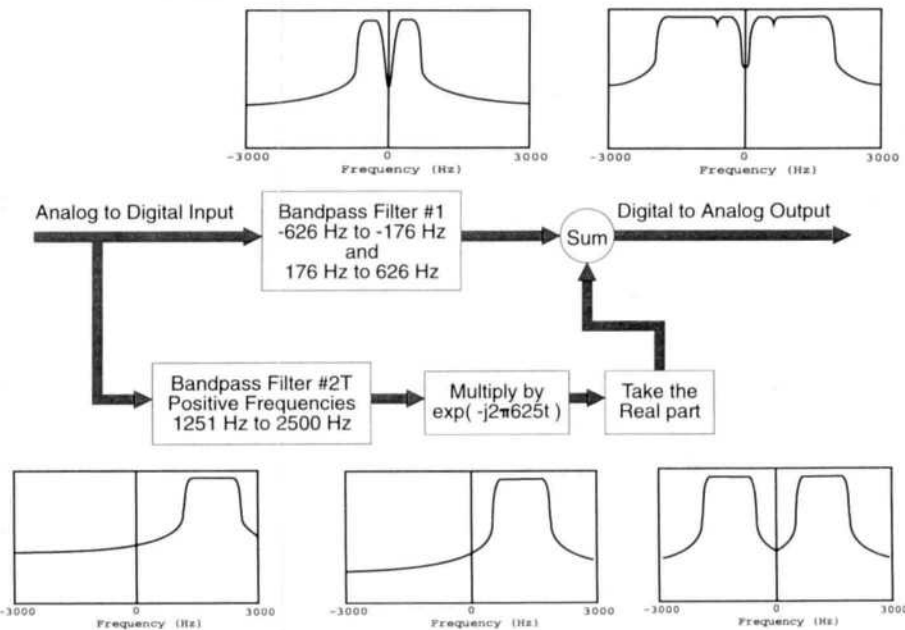 -3000
0
3000
Frequency (Hz)
-3000
0
3000
Frequency (Hz)
Analog to Digital Input
Bandpass Filter #1
-626 Hz to -176 Hz
and
176 Hz to 626 Hz
Sum
Digital to Analog Output
Bandpass Filter #2T
Positive Frequencies
1251 Hz to 2500 Hz
Multiply by
exp( -j2π625t )
Take the
Real part
-3000
0
3000
Frequency (Hz)
-3000
0
3000
Frequency (Hz)
-3000
0
3000
Frequency (Hz)